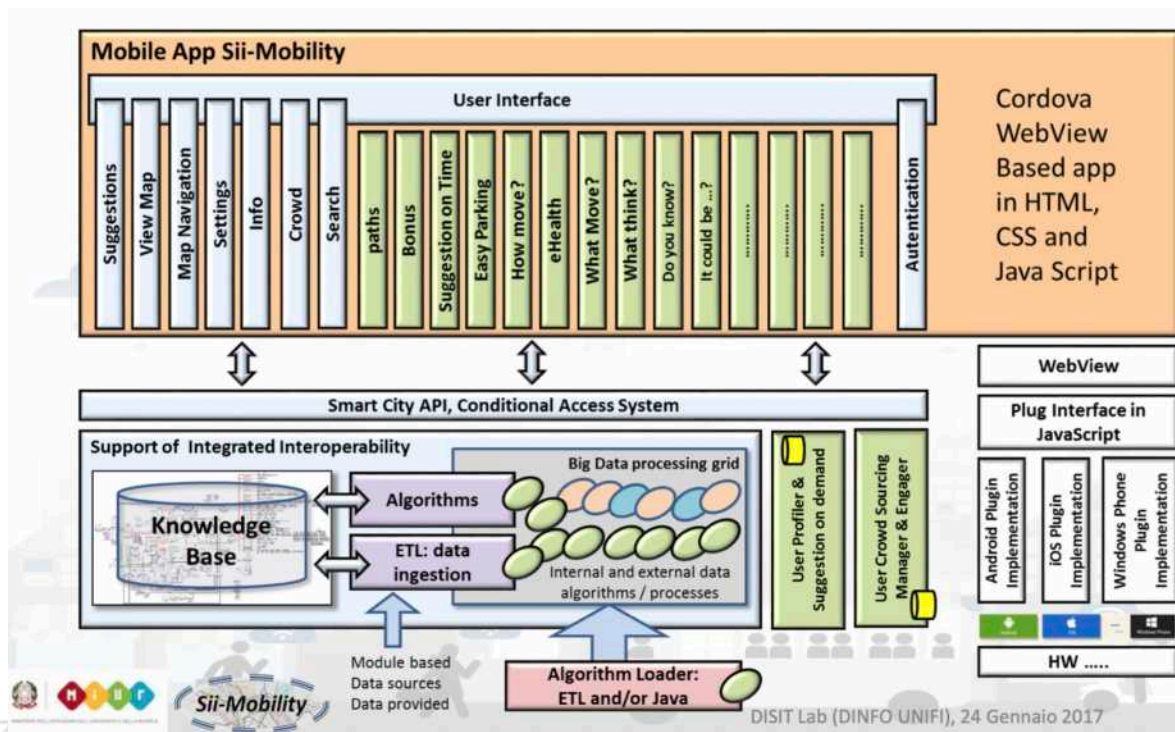 Mobile App Sii-Mobility
User Interface
Suggestions
View Map
Map Navigation
Settings
Info
Crowd
Search
paths
Bonus
Suggestion on Time
Easy Parking
How move?
eHealth
What Move?
What think?
Do you know?
It could be ...?
............
............
............
............
Autentication
Cordova
WebView
Based app
in HTML,
CSS and
Java Script
Smart City API, Conditional Access System
Support of Integrated Interoperability
Knowledge
Base
Algorithms
ETL: data
ingestion
Big Data processing grid
Internal and external data
algorithms / processes
User Profiler &
Suggestion on demand
User Crowd Sourcing
Manager & Engager
WebView
Plug Interface in
JavaScript
Android Plugin
Implementation
iOS Plugin
Implementation
Windows Phone
Plugin
Implementation
HW .....
Module based
Data sources
Data provided
Algorithm Loader:
ETL and/or Java
Sii-Mobility
DISIT Lab (DINFO UNIFI), 24 Gennaio 2017